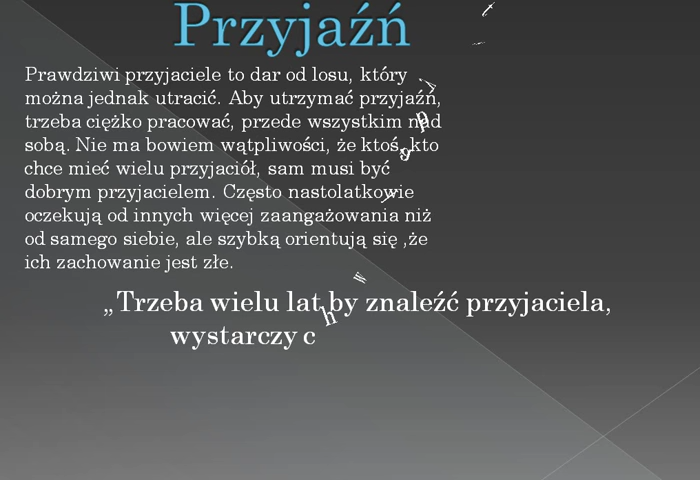 Przyjaźń
Prawdziwi przyjaciele to dar od losu, który
można jednak utracić. Aby utrzymać przyjaźń,
trzeba ciężko pracować, przede wszystkim nad
sobą. Nie ma bowiem wątpliwości, że ktoś, kto
chce mieć wielu przyjaciół, sam musi być
dobrym przyjacielem. Często nastolatkowie
oczekują od innych więcej zaangażowania niż
od samego siebie, ale szybką orientują się ,że
ich zachowanie jest złe.
„Trzeba wielu lat by znaleźć przyjaciela,
wystarczy c h w